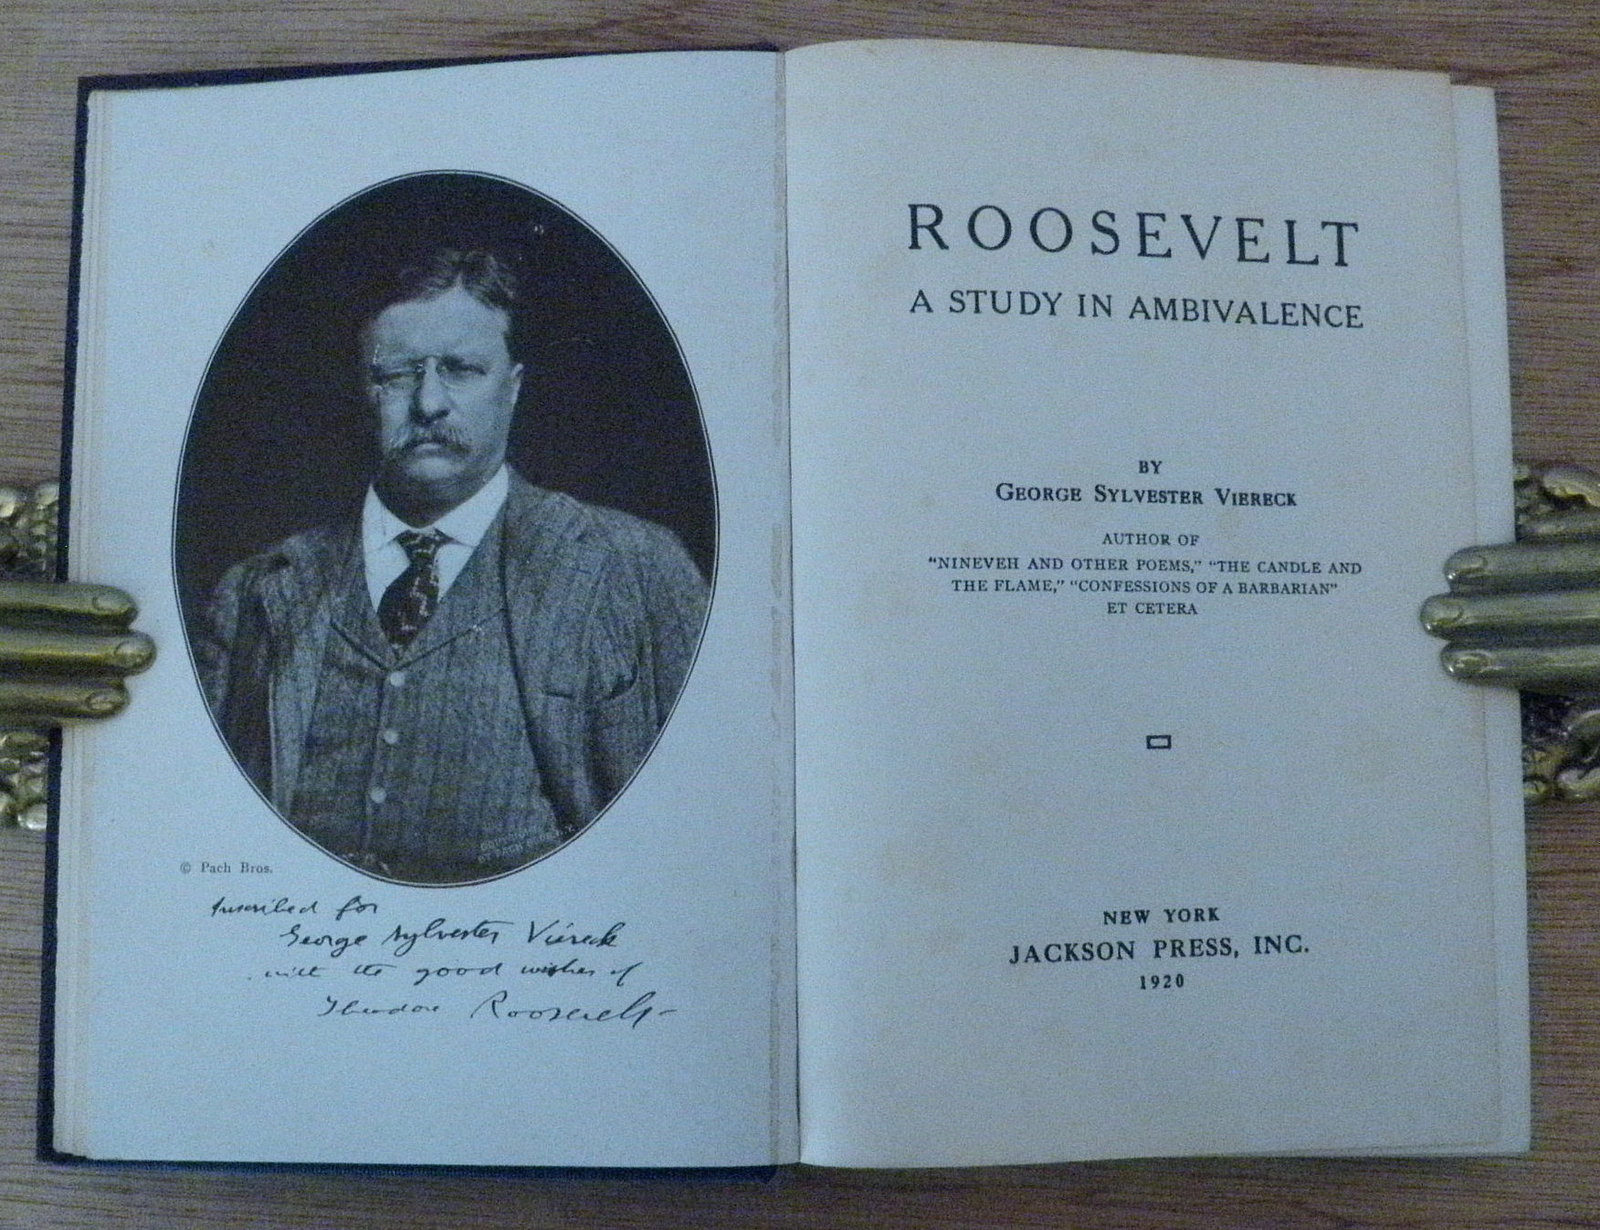 © Pach Bros.
Inscribed for
George Sylvester Viereck
with the good wishes of
Theodore Roosevelt
ROOSEVELT
A STUDY IN AMBIVALENCE
BY
GEORGE SYLVESTER VIERECK
AUTHOR OF
"NINEVEH AND OTHER POEMS," "THE CANDLE AND
THE FLAME," "CONFESSIONS OF A BARBARIAN"
ET CETERA
NEW YORK
JACKSON PRESS, INC.
1920